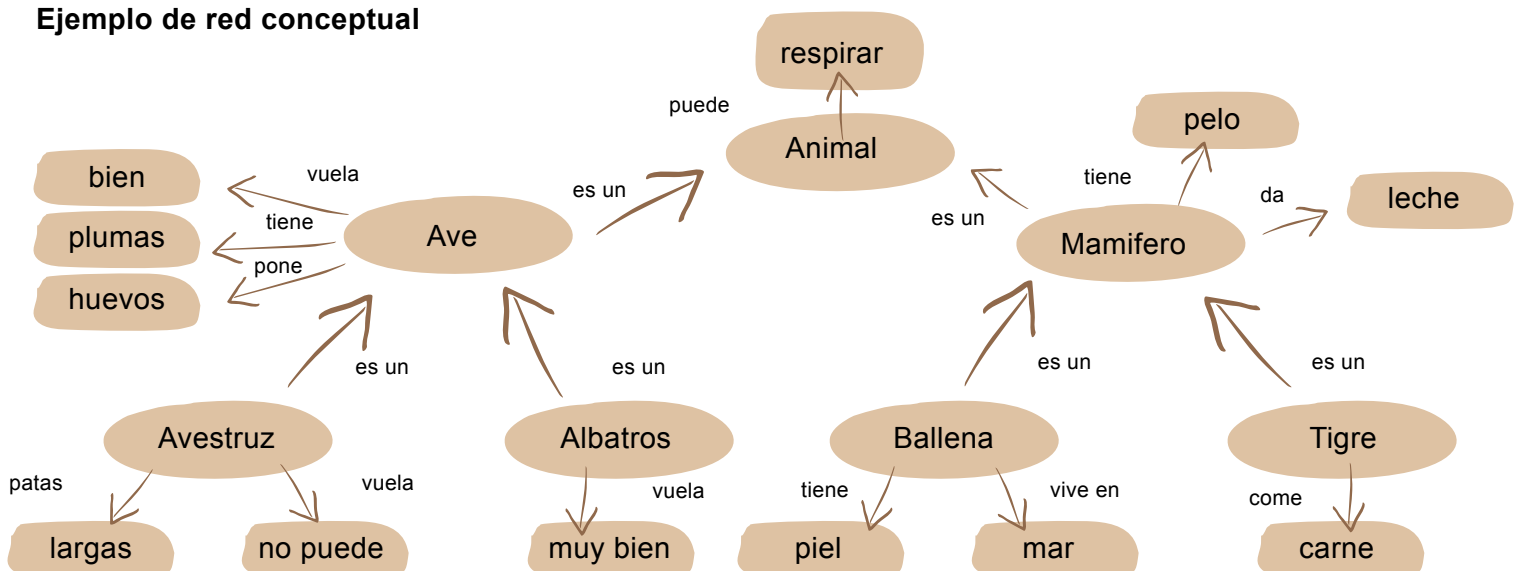 Ejemplo de red conceptual
respirar
puede
Animal
pelo
bien
vuela
es un
tiene
da
leche
plumas
tiene
Ave
es un
Mamifero
pone
huevos
es un
es un
es un
es un
Avestruz
Albatros
Ballena
Tigre
patas
vuela
vuela
tiene
vive en
come
largas
no puede
muy bien
piel
mar
carne